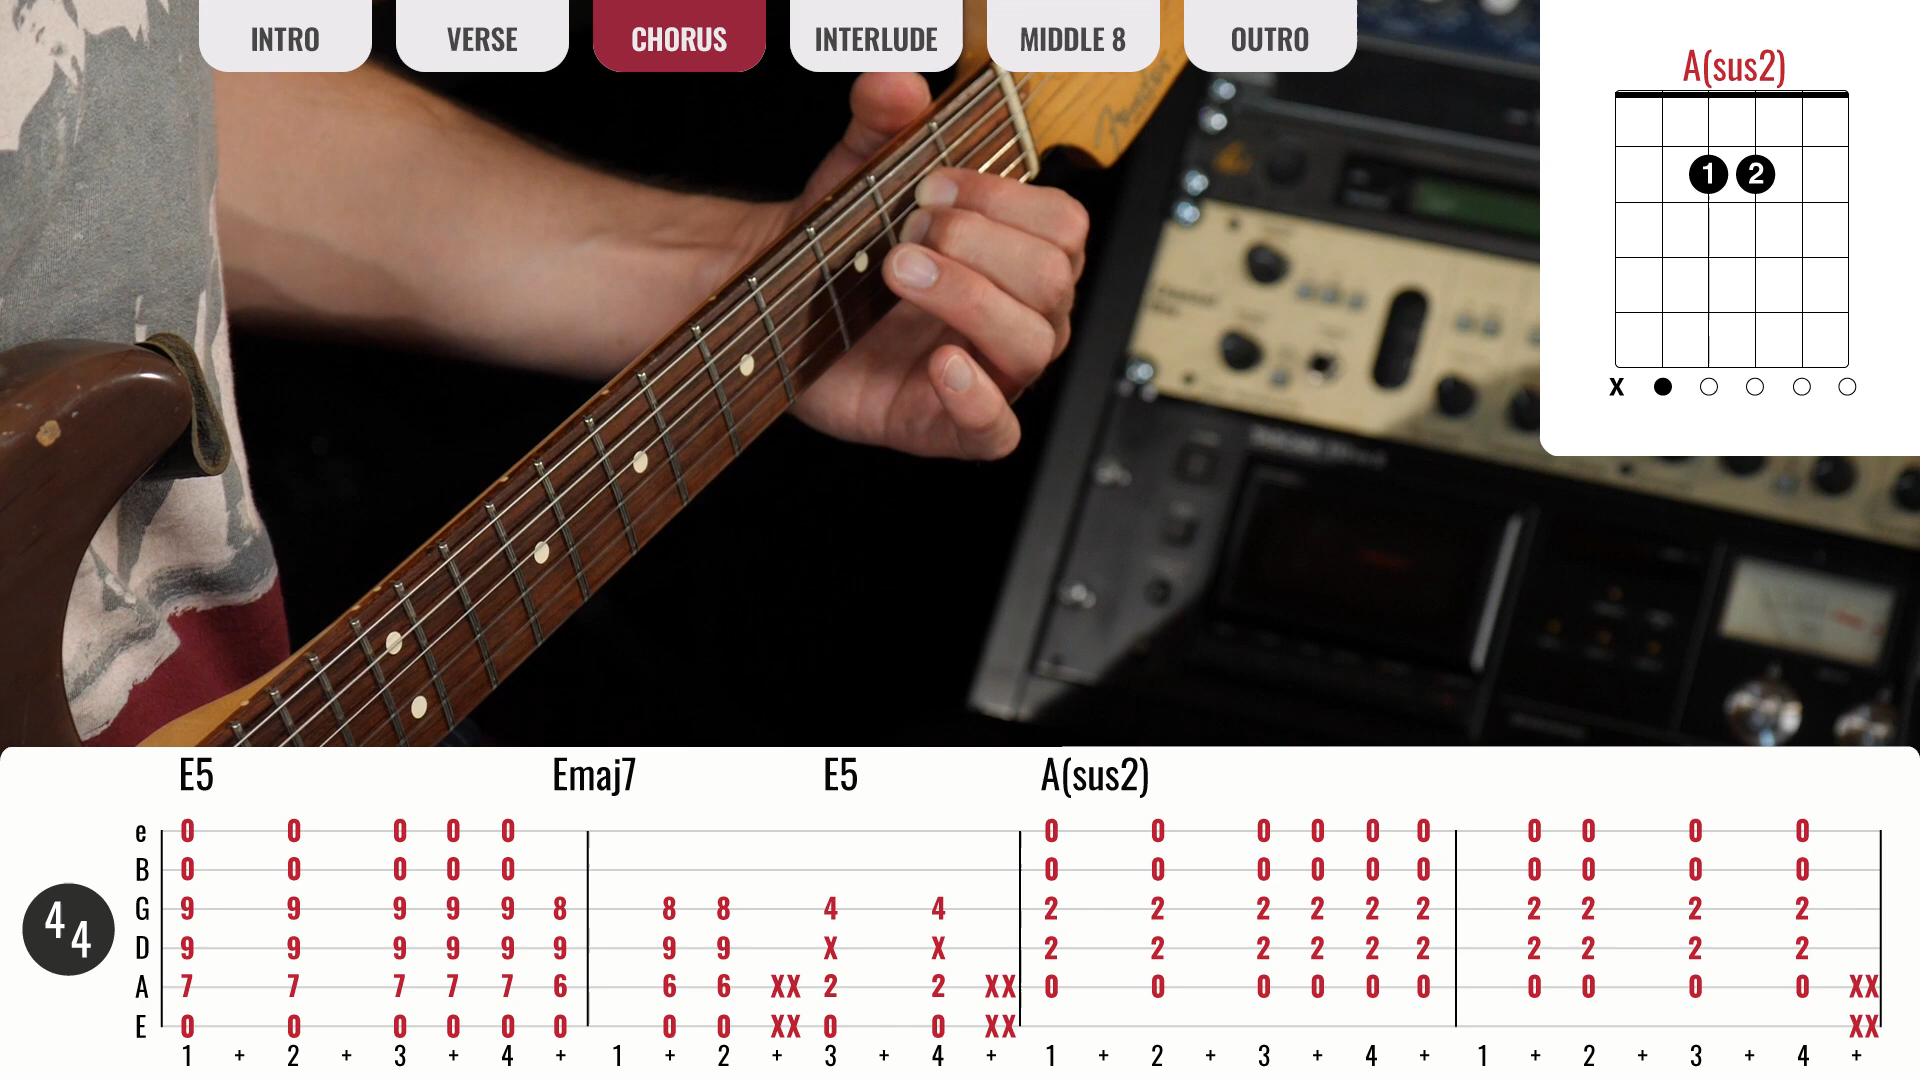 INTRO VERSE CHORUS INTERLUDE MIDDLE 8 OUTRO
A(sus2)
1 2
X
Fender
E5 Emaj7 E5 A(sus2)
e 0 0 0 0 0 0 0 0 0 0 0 0 0 0 0
B 0 0 0 0 0 0 0 0 0 0 0 0 0 0 0
G 9 9 9 9 9 8 8 8 4 4 2 2 2 2 2 2 2 2 2 2
D 9 9 9 9 9 9 9 9 X X 2 2 2 2 2 2 2 2 2 2
A 7 7 7 7 7 6 6 6 XX 2 2 XX 0 0 0 0 0 0 0 0 0 0 XX
E 0 0 0 0 0 0 0 0 XX 0 0 XX XX
4 4
1 + 2 + 3 + 4 + 1 + 2 + 3 + 4 + 1 + 2 + 3 + 4 + 1 + 2 + 3 + 4 +